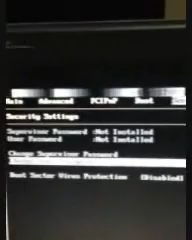 Main Advanced PCIPnP Boot
Security Settings
Supervisor Password :Not Installed
User Password :Not Installed
Change Supervisor Password
Boot Sector Virus Protection [Disabled]